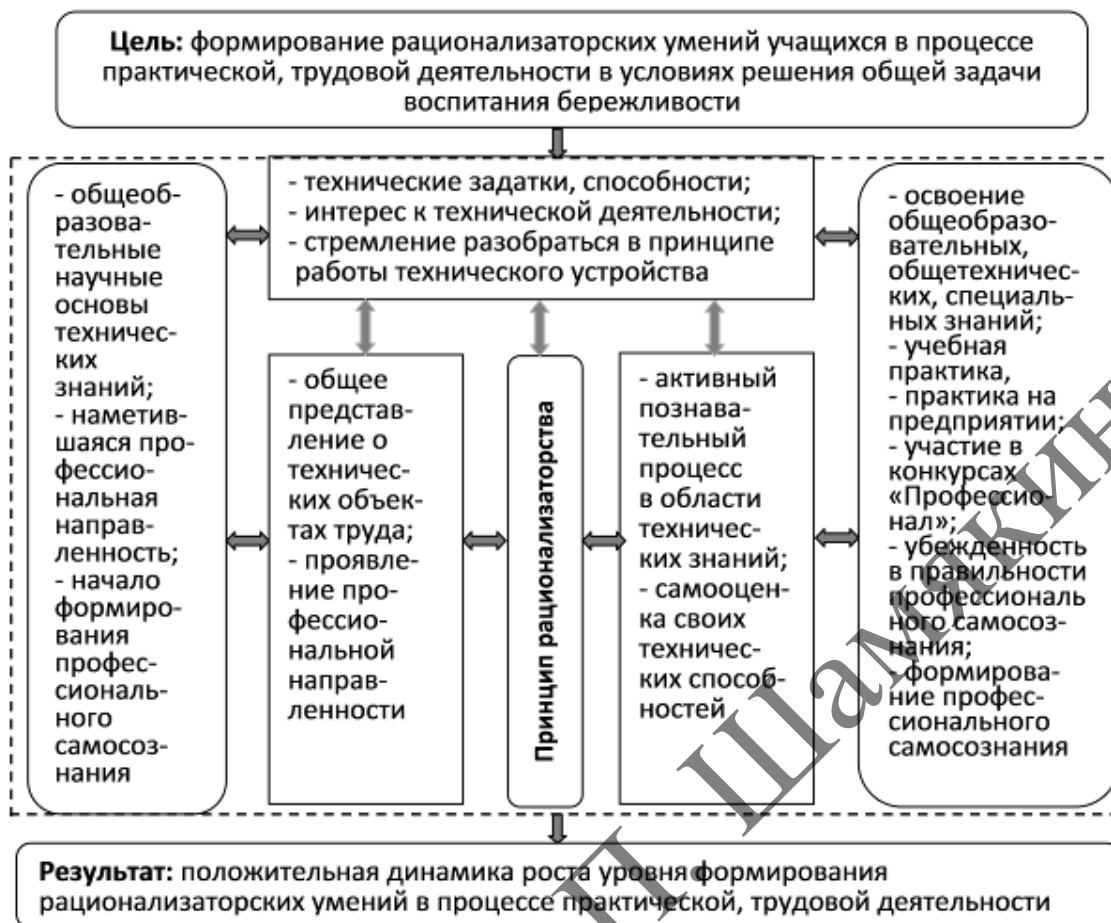 Цель: формирование рационализаторских умений учащихся в процессе
практической, трудовой деятельности в условиях решения общей задачи
воспитания бережливости
- технические задатки, способности;
- интерес к технической деятельности;
- стремление разобраться в принципе
работы технического устройства
- общеоб-
разова-
тельные
научные
основы
техничес-
ких
знаний;
- наметив-
шаяся про-
фессио-
нальная
направ-
ленность;
- начало
формиро-
вания
профес-
сиональ-
ного
самосоз-
нания
- общее
представ-
ление о
техничес-
ких объек-
тах труда;
- проявле-
ние про-
фессио-
нальной
направ-
ленности
Принцип рационализаторства
- активный
познава-
тельный
процесс
в области
техничес-
ких знаний;
- самооцен-
ка своих
техничес-
ких способ-
ностей
- освоение
общеобразо-
вательных,
общетехничес-
ких, специаль-
ных знаний;
- учебная
практика,
- практика на
предприятии;
- участие в
конкурсах
«Профессио-
нал»;
- убежденность
в правильности
профессиональ
ного самосоз-
нания;
- формирова-
ние профес-
сионального
самосознания
Результат: положительная динамика роста уровня формирования
рационализаторских умений в процессе практической, трудовой деятельности
П. Шамякин